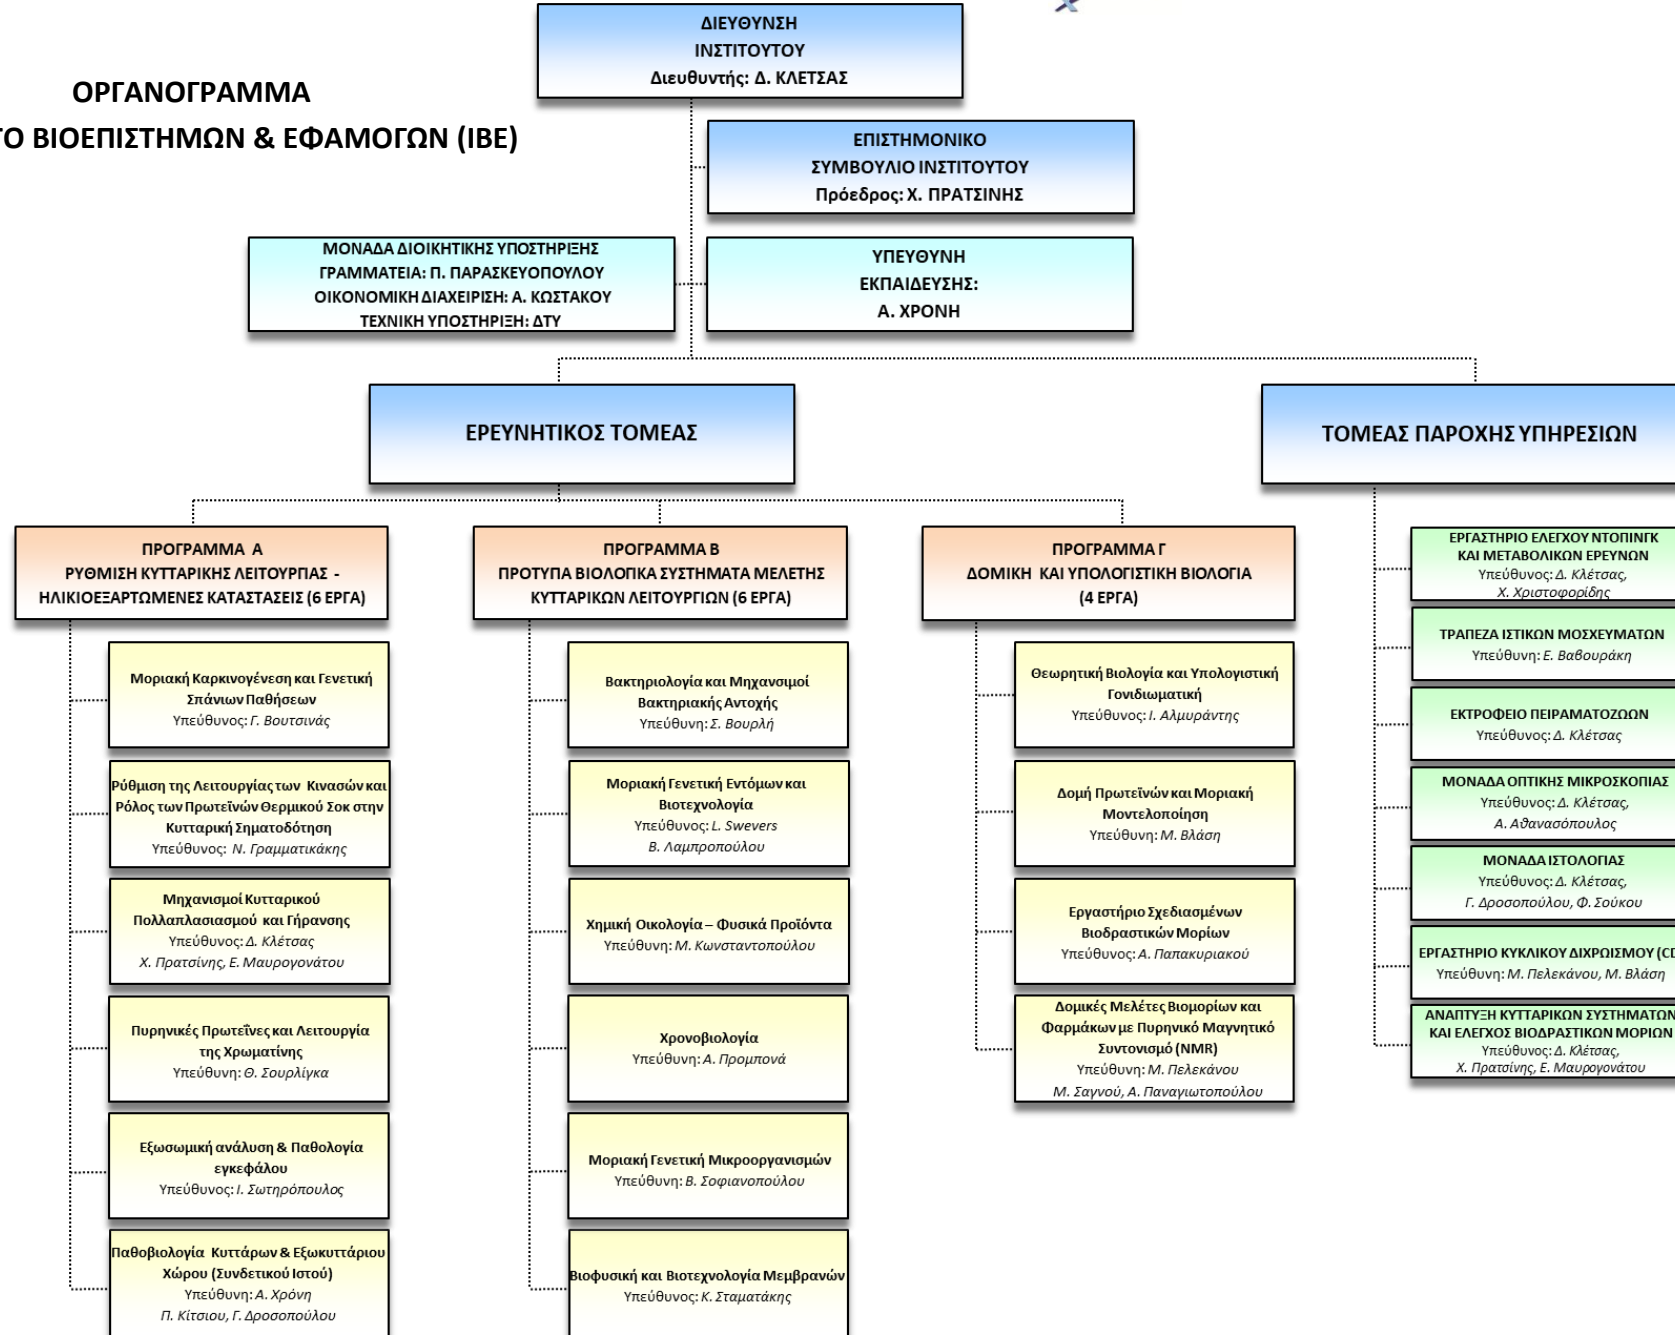 ΔΙΕΥΘΥΝΣΗ
ΙΝΣΤΙΤΟΥΤΟΥ
Διευθυντής: Δ. ΚΛΕΤΣΑΣ
ΟΡΓΑΝΟΓΡΑΜΜΑ
ΤΟ ΒΙΟΕΠΙΣΤΗΜΩΝ & ΕΦΑΜΟΓΩΝ (ΙΒΕ)
ΕΠΙΣΤΗΜΟΝΙΚΟ
ΣΥΜΒΟΥΛΙΟ ΙΝΣΤΙΤΟΥΤΟΥ
Πρόεδρος: Χ. ΠΡΑΤΣΙΝΗΣ
ΜΟΝΑΔΑ ΔΙΟΙΚΗΤΙΚΗΣ ΥΠΟΣΤΗΡΙΞΗΣ
ΓΡΑΜΜΑΤΕΙΑ: Π. ΠΑΡΑΣΚΕΥΟΠΟΥΛΟΥ
ΟΙΚΟΝΟΜΙΚΗ ΔΙΑΧΕΙΡΙΣΗ: Α. ΚΩΣΤΑΚΟΥ
ΤΕΧΝΙΚΗ ΥΠΟΣΤΗΡΙΞΗ: ΔΤΥ
ΥΠΕΥΘΥΝΗ
ΕΚΠΑΙΔΕΥΣΗΣ:
Α. ΧΡΟΝΗ
ΕΡΕΥΝΗΤΙΚΟΣ ΤΟΜΕΑΣ
ΤΟΜΕΑΣ ΠΑΡΟΧΗΣ ΥΠΗΡΕΣΙΩΝ
ΠΡΟΓΡΑΜΜΑ Α
ΡΥΘΜΙΣΗ ΚΥΤΤΑΡΙΚΗΣ ΛΕΙΤΟΥΡΓΙΑΣ -
ΗΛΙΚΙΟΕΞΑΡΤΩΜΕΝΕΣ ΚΑΤΑΣΤΑΣΕΙΣ (6 ΕΡΓΑ)
Μοριακή Καρκινογένεση και Γενετική
Σπάνιων Παθήσεων
Υπεύθυνος: Γ. Βουτσινάς
Ρύθμιση της Λειτουργίας των Κινασών και
Ρόλος των Πρωτεϊνών Θερμικού Σοκ στην
Κυτταρική Σηματοδότηση
Υπεύθυνος: Ν. Γραμματικάκης
Μηχανισμοί Κυτταρικού
Πολλαπλασιασμού και Γήρανσης
Υπεύθυνος: Δ. Κλέτσας
Χ. Πρατσίνης, Ε. Μαυρογονάτου
Πυρηνικές Πρωτεΐνες και Λειτουργία
της Χρωματίνης
Υπεύθυνη: Θ. Σουρλίγκα
Εξωσωμική ανάλυση & Παθολογία
εγκεφάλου
Υπεύθυνος: Ι. Σωτηρόπουλος
Παθοβιολογία Κυττάρων & Εξωκυττάριου
Χώρου (Συνδετικού Ιστού)
Υπεύθυνη: Α. Χρόνη
Π. Κίτσιου, Γ. Δροσοπούλου
ΠΡΟΓΡΑΜΜΑ Β
ΠΡΟΤΥΠΑ ΒΙΟΛΟΓΙΚΑ ΣΥΣΤΗΜΑΤΑ ΜΕΛΕΤΗΣ
ΚΥΤΤΑΡΙΚΩΝ ΛΕΙΤΟΥΡΓΙΩΝ (6 ΕΡΓΑ)
Βακτηριολογία και Μηχανσιμοί
Βακτηριακής Αντοχής
Υπεύθυνη: Σ. Βουρλή
Μοριακή Γενετική Εντόμων και
Βιοτεχνολογία
Υπεύθυνος: L. Swevers
Β. Λαμπροπούλου
Χημική Οικολογία – Φυσικά Προϊόντα
Υπεύθυνη: Μ. Κωνσταντοπούλου
Χρονοβιολογία
Υπεύθυνη: Α. Προμπονά
Μοριακή Γενετική Μικροοργανισμών
Υπεύθυνη: Β. Σοφιανοπούλου
Βιοφυσική και Βιοτεχνολογία Μεμβρανών
Υπεύθυνος: Κ. Σταματάκης
ΠΡΟΓΡΑΜΜΑ Γ
ΔΟΜΙΚΗ ΚΑΙ ΥΠΟΛΟΓΙΣΤΙΚΗ ΒΙΟΛΟΓΙΑ
(4 ΕΡΓΑ)
Θεωρητική Βιολογία και Υπολογιστική
Γονιδιωματική
Υπεύθυνος: Ι. Αλμυράντης
Δομή Πρωτεϊνών και Μοριακή
Μοντελοποίηση
Υπεύθυνη: Μ. Βλάση
Εργαστήριο Σχεδιασμένων
Βιοδραστικών Μορίων
Υπεύθυνος: Α. Παπακυριακού
Δομικές Μελέτες Βιομορίων και
Φαρμάκων με Πυρηνικό Μαγνητικό
Συντονισμό (NMR)
Υπεύθυνη: Μ. Πελεκάνου
Μ. Σαγνού, Α. Παναγιωτοπούλου
ΕΡΓΑΣΤΗΡΙΟ ΕΛΕΓΧΟΥ ΝΤΟΠΙΝΓΚ
ΚΑΙ ΜΕΤΑΒΟΛΙΚΩΝ ΕΡΕΥΝΩΝ
Υπεύθυνος: Δ. Κλέτσας,
Χ. Χριστοφορίδης
ΤΡΑΠΕΖΑ ΙΣΤΙΚΩΝ ΜΟΣΧΕΥΜΑΤΩΝ
Υπεύθυνη: Ε. Βαβουράκη
ΕΚΤΡΟΦΕΙΟ ΠΕΙΡΑΜΑΤΟΖΩΩΝ
Υπεύθυνος: Δ. Κλέτσας
ΜΟΝΑΔΑ ΟΠΤΙΚΗΣ ΜΙΚΡΟΣΚΟΠΙΑΣ
Υπεύθυνος: Δ. Κλέτσας,
Α. Αθανασόπουλος
ΜΟΝΑΔΑ ΙΣΤΟΛΟΓΙΑΣ
Υπεύθυνος: Δ. Κλέτσας,
Γ. Δροσοπούλου, Φ. Σούκου
ΕΡΓΑΣΤΗΡΙΟ ΚΥΚΛΙΚΟΥ ΔΙΧΡΩΙΣΜΟΥ (CD
Υπεύθυνη: Μ. Πελεκάνου, Μ. Βλάση
ΑΝΑΠΤΥΞΗ ΚΥΤΤΑΡΙΚΩΝ ΣΥΣΤΗΜΑΤΩΝ
ΚΑΙ ΕΛΕΓΧΟΣ ΒΙΟΔΡΑΣΤΙΚΩΝ ΜΟΡΙΩΝ
Υπεύθυνος: Δ. Κλέτσας,
Χ. Πρατσίνης, Ε. Μαυρογονάτου